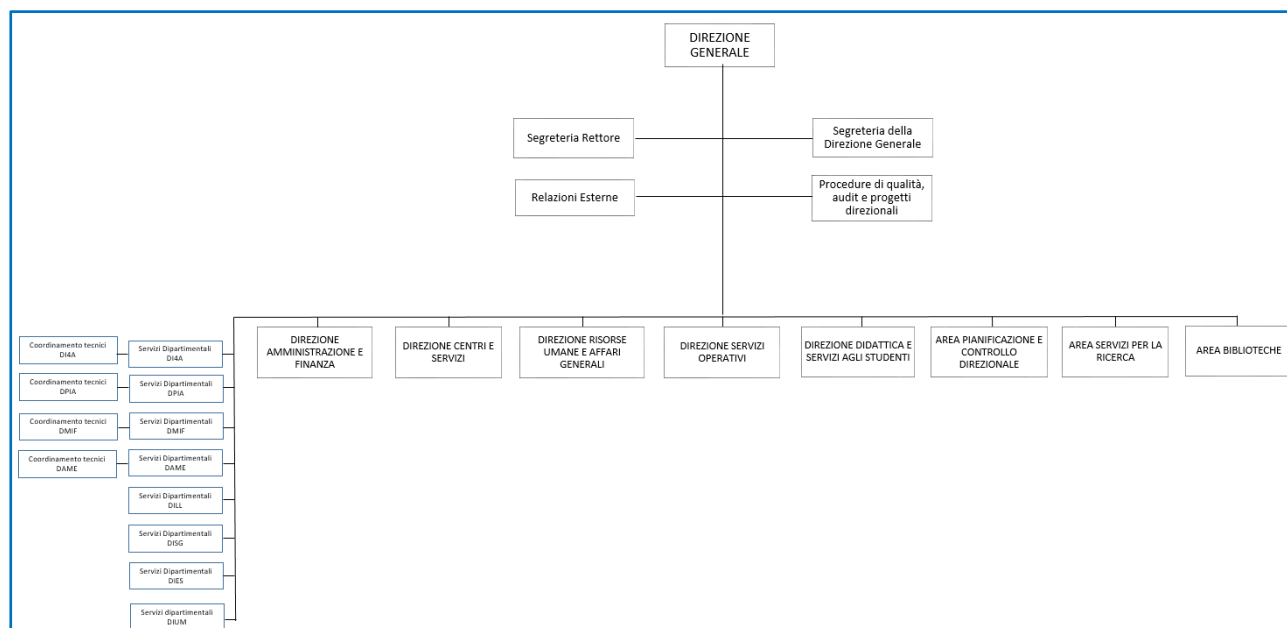 DIREZIONE
GENERALE
Segreteria Rettore
Segreteria della
Direzione Generale
Relazioni Esterne
Procedure di qualità,
audit e progetti
direzionali
DIREZIONE
AMMINISTRAZIONE E
FINANZA
DIREZIONE CENTRI E
SERVIZI
DIREZIONE RISORSE
UMANE E AFFARI
GENERALI
DIREZIONE SERVIZI
OPERATIVI
DIREZIONE DIDATTICA E
SERVIZI AGLI STUDENTI
AREA PIANIFICAZIONE E
CONTROLLO
DIREZIONALE
AREA SERVIZI PER LA
RICERCA
AREA BIBLIOTECHE
Coordinamento tecnici
DI4A
Servizi Dipartimentali
DI4A
Coordinamento tecnici
DPIA
Servizi Dipartimentali
DPIA
Coordinamento tecnici
DMIF
Servizi Dipartimentali
DMIF
Coordinamento tecnici
DAME
Servizi Dipartimentali
DAME
Servizi Dipartimentali
DILL
Servizi Dipartimentali
DISG
Servizi Dipartimentali
DIES
Servizi dipartimentali
DIUM